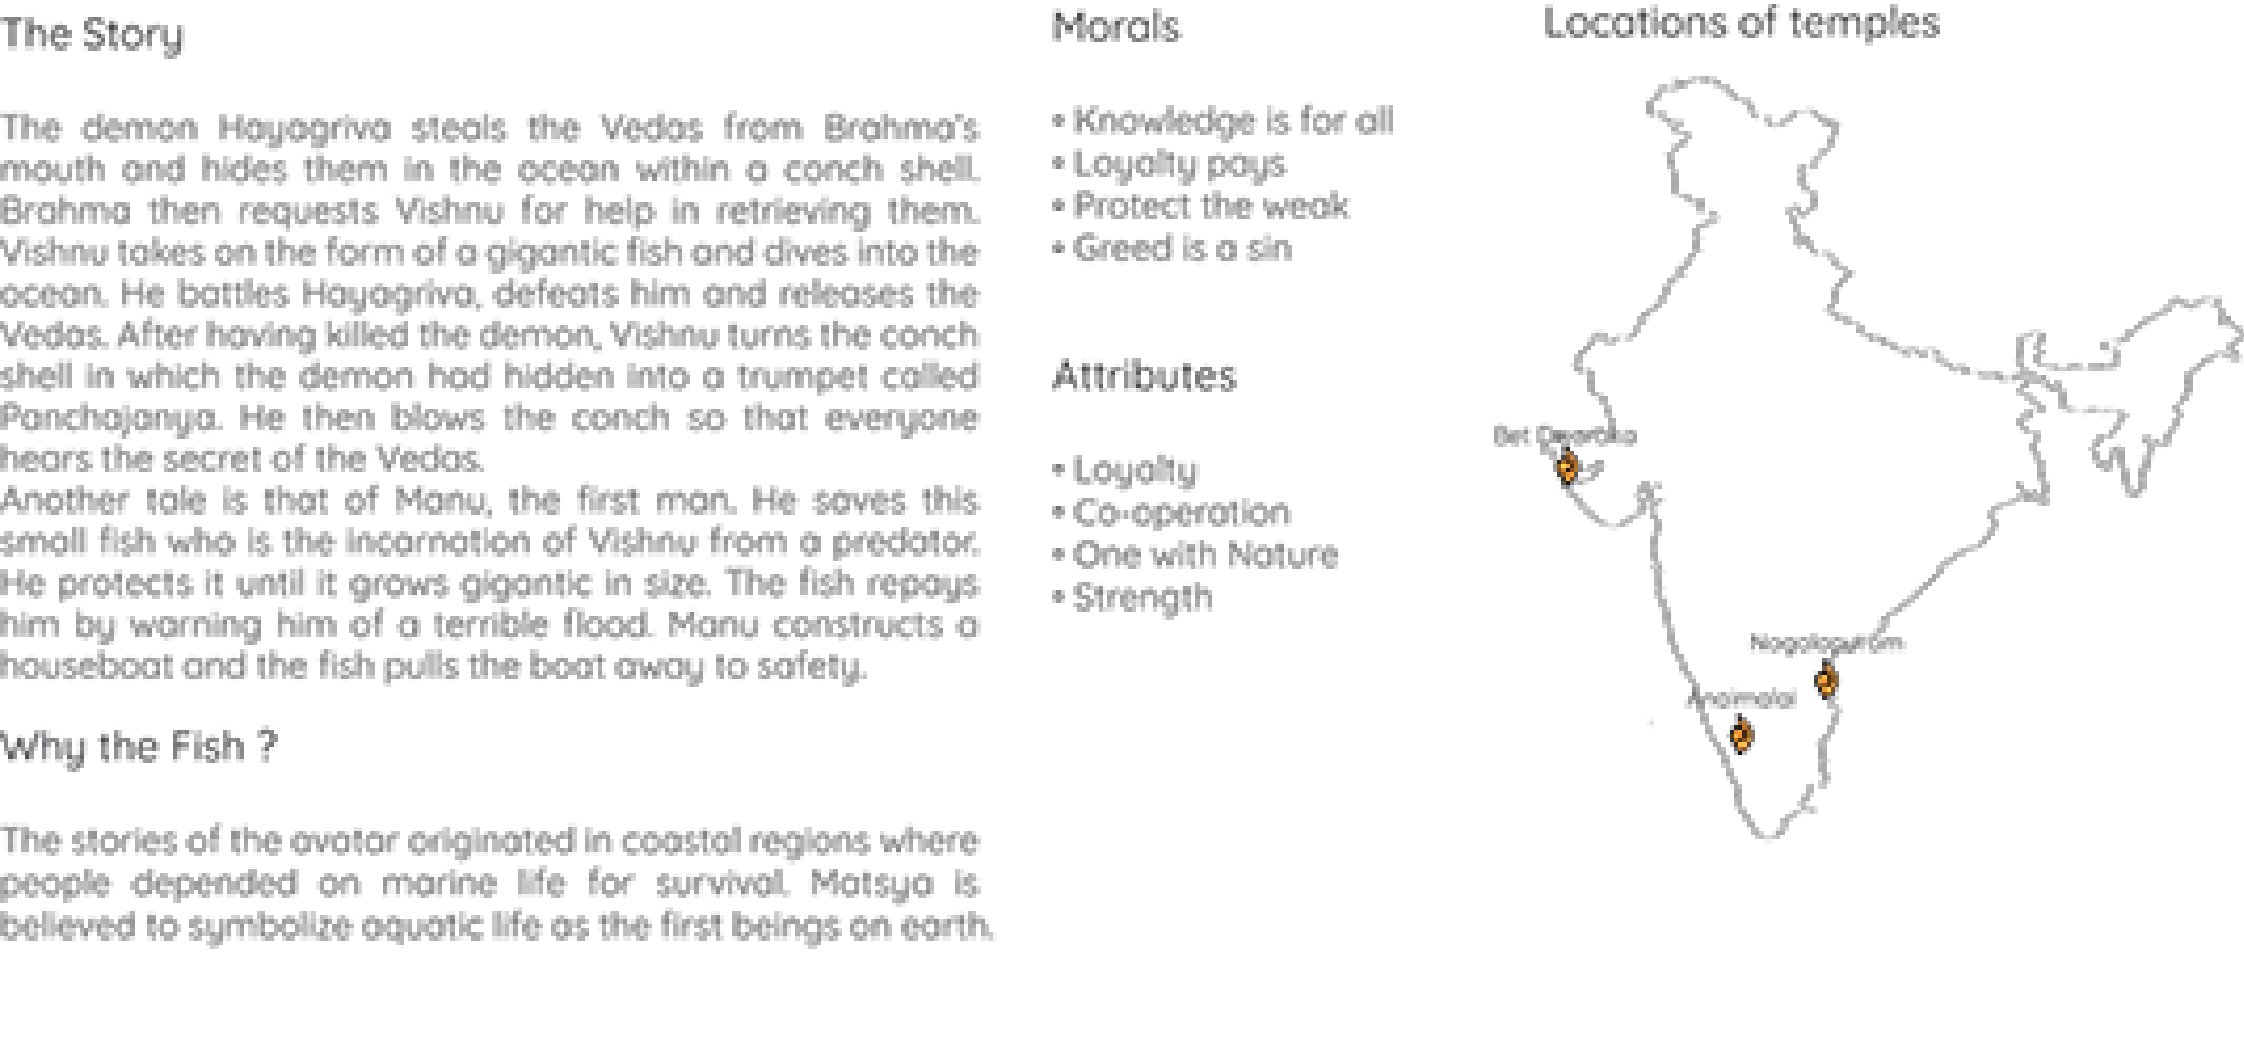 The Story
The demon Hayagriva steals the Vedas from Brahma's
mouth and hides them in the ocean within a conch shell.
Brahma then requests Vishnu for help in retrieving them.
Vishnu takes on the form of a gigantic fish and dives into the
ocean. He battles Hayagriva, defeats him and releases the
Vedas. After having killed the demon, Vishnu turns the conch
shell in which the demon had hidden into a trumpet called
Panchajanya. He then blows the conch so that everyone
hears the secret of the Vedas.
Another tale is that of Manu, the first man. He saves this
small fish who is the incarnation of Vishnu from a predator.
He protects it until it grows gigantic in size. The fish repays
him by warning him of a terrible flood. Manu constructs a
houseboat and the fish pulls the boat away to safety.
Why the Fish ?
The stories of the avatar originated in coastal regions where
people depended on marine life for survival. Matsya is
believed to symbolize aquatic life as the first beings on earth.
Morals
• Knowledge is for all
• Loyalty pays
• Protect the weak
• Greed is a sin
Attributes
• Loyalty
• Co-operation
• One with Nature
• Strength
Locations of temples
Bet Dwarka
Anaimalai